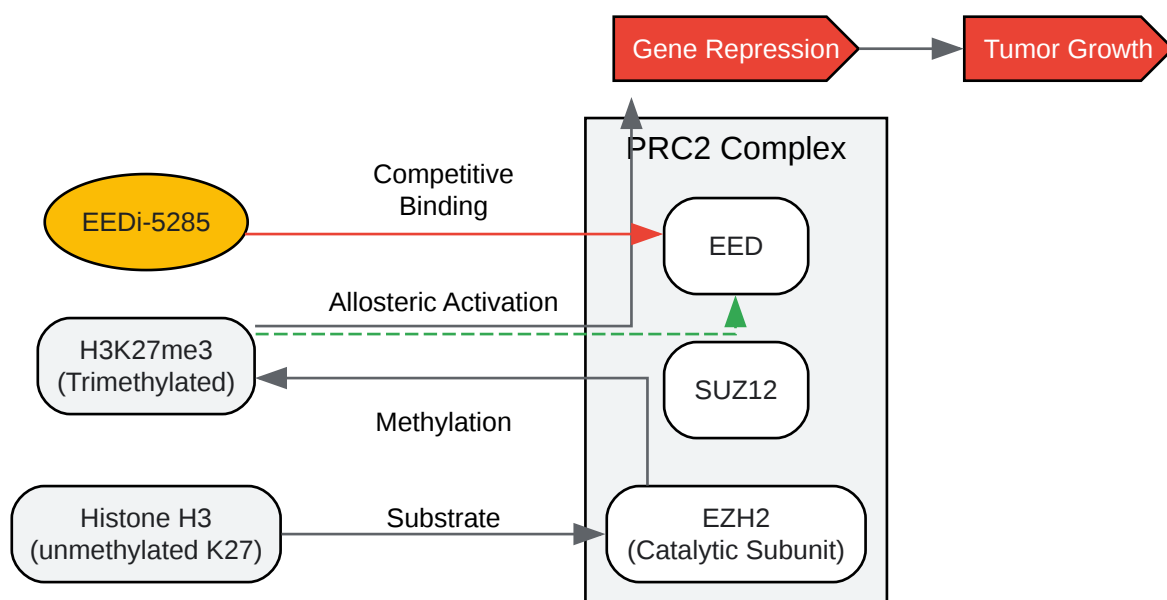 Gene Repression
Tumor Growth
PRC2 Complex
Competitive
Binding
EEDi-5285
EED
Allosteric Activation
H3K27me3
(Trimethylated)
SUZ12
Methylation
Histone H3
(unmethylated K27)
Substrate
EZH2
(Catalytic Subunit)